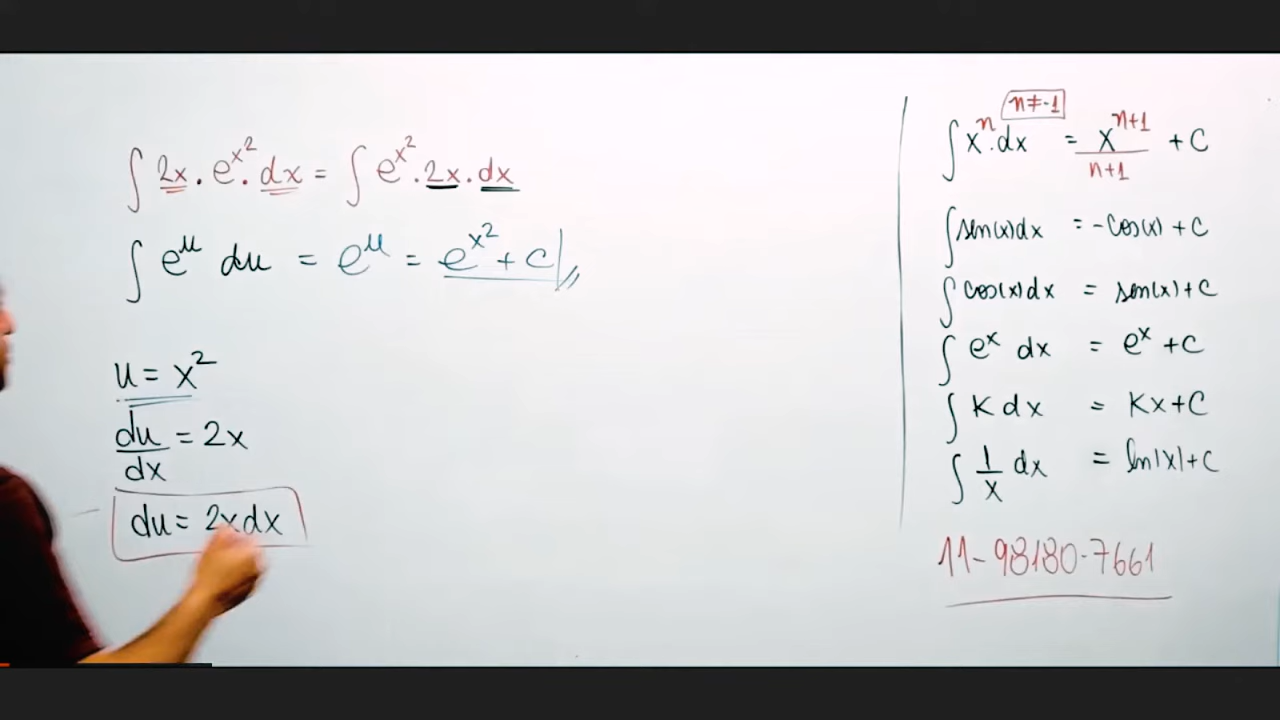 ∫ 2x . e^x² . dx = ∫ e^x² . 2x . dx
∫ e^u du = e^u = e^x² + c
u = x²
du/dx = 2x
du = 2x dx
n ≠ -1
∫ x^n . dx = x^(n+1)/(n+1) + C
∫ sen(x) dx = - cos(x) + C
∫ cos(x) dx = sen(x) + C
∫ e^x dx = e^x + C
∫ K dx = Kx + C
∫ 1/x dx = ln|x| + C
11-98180-7661